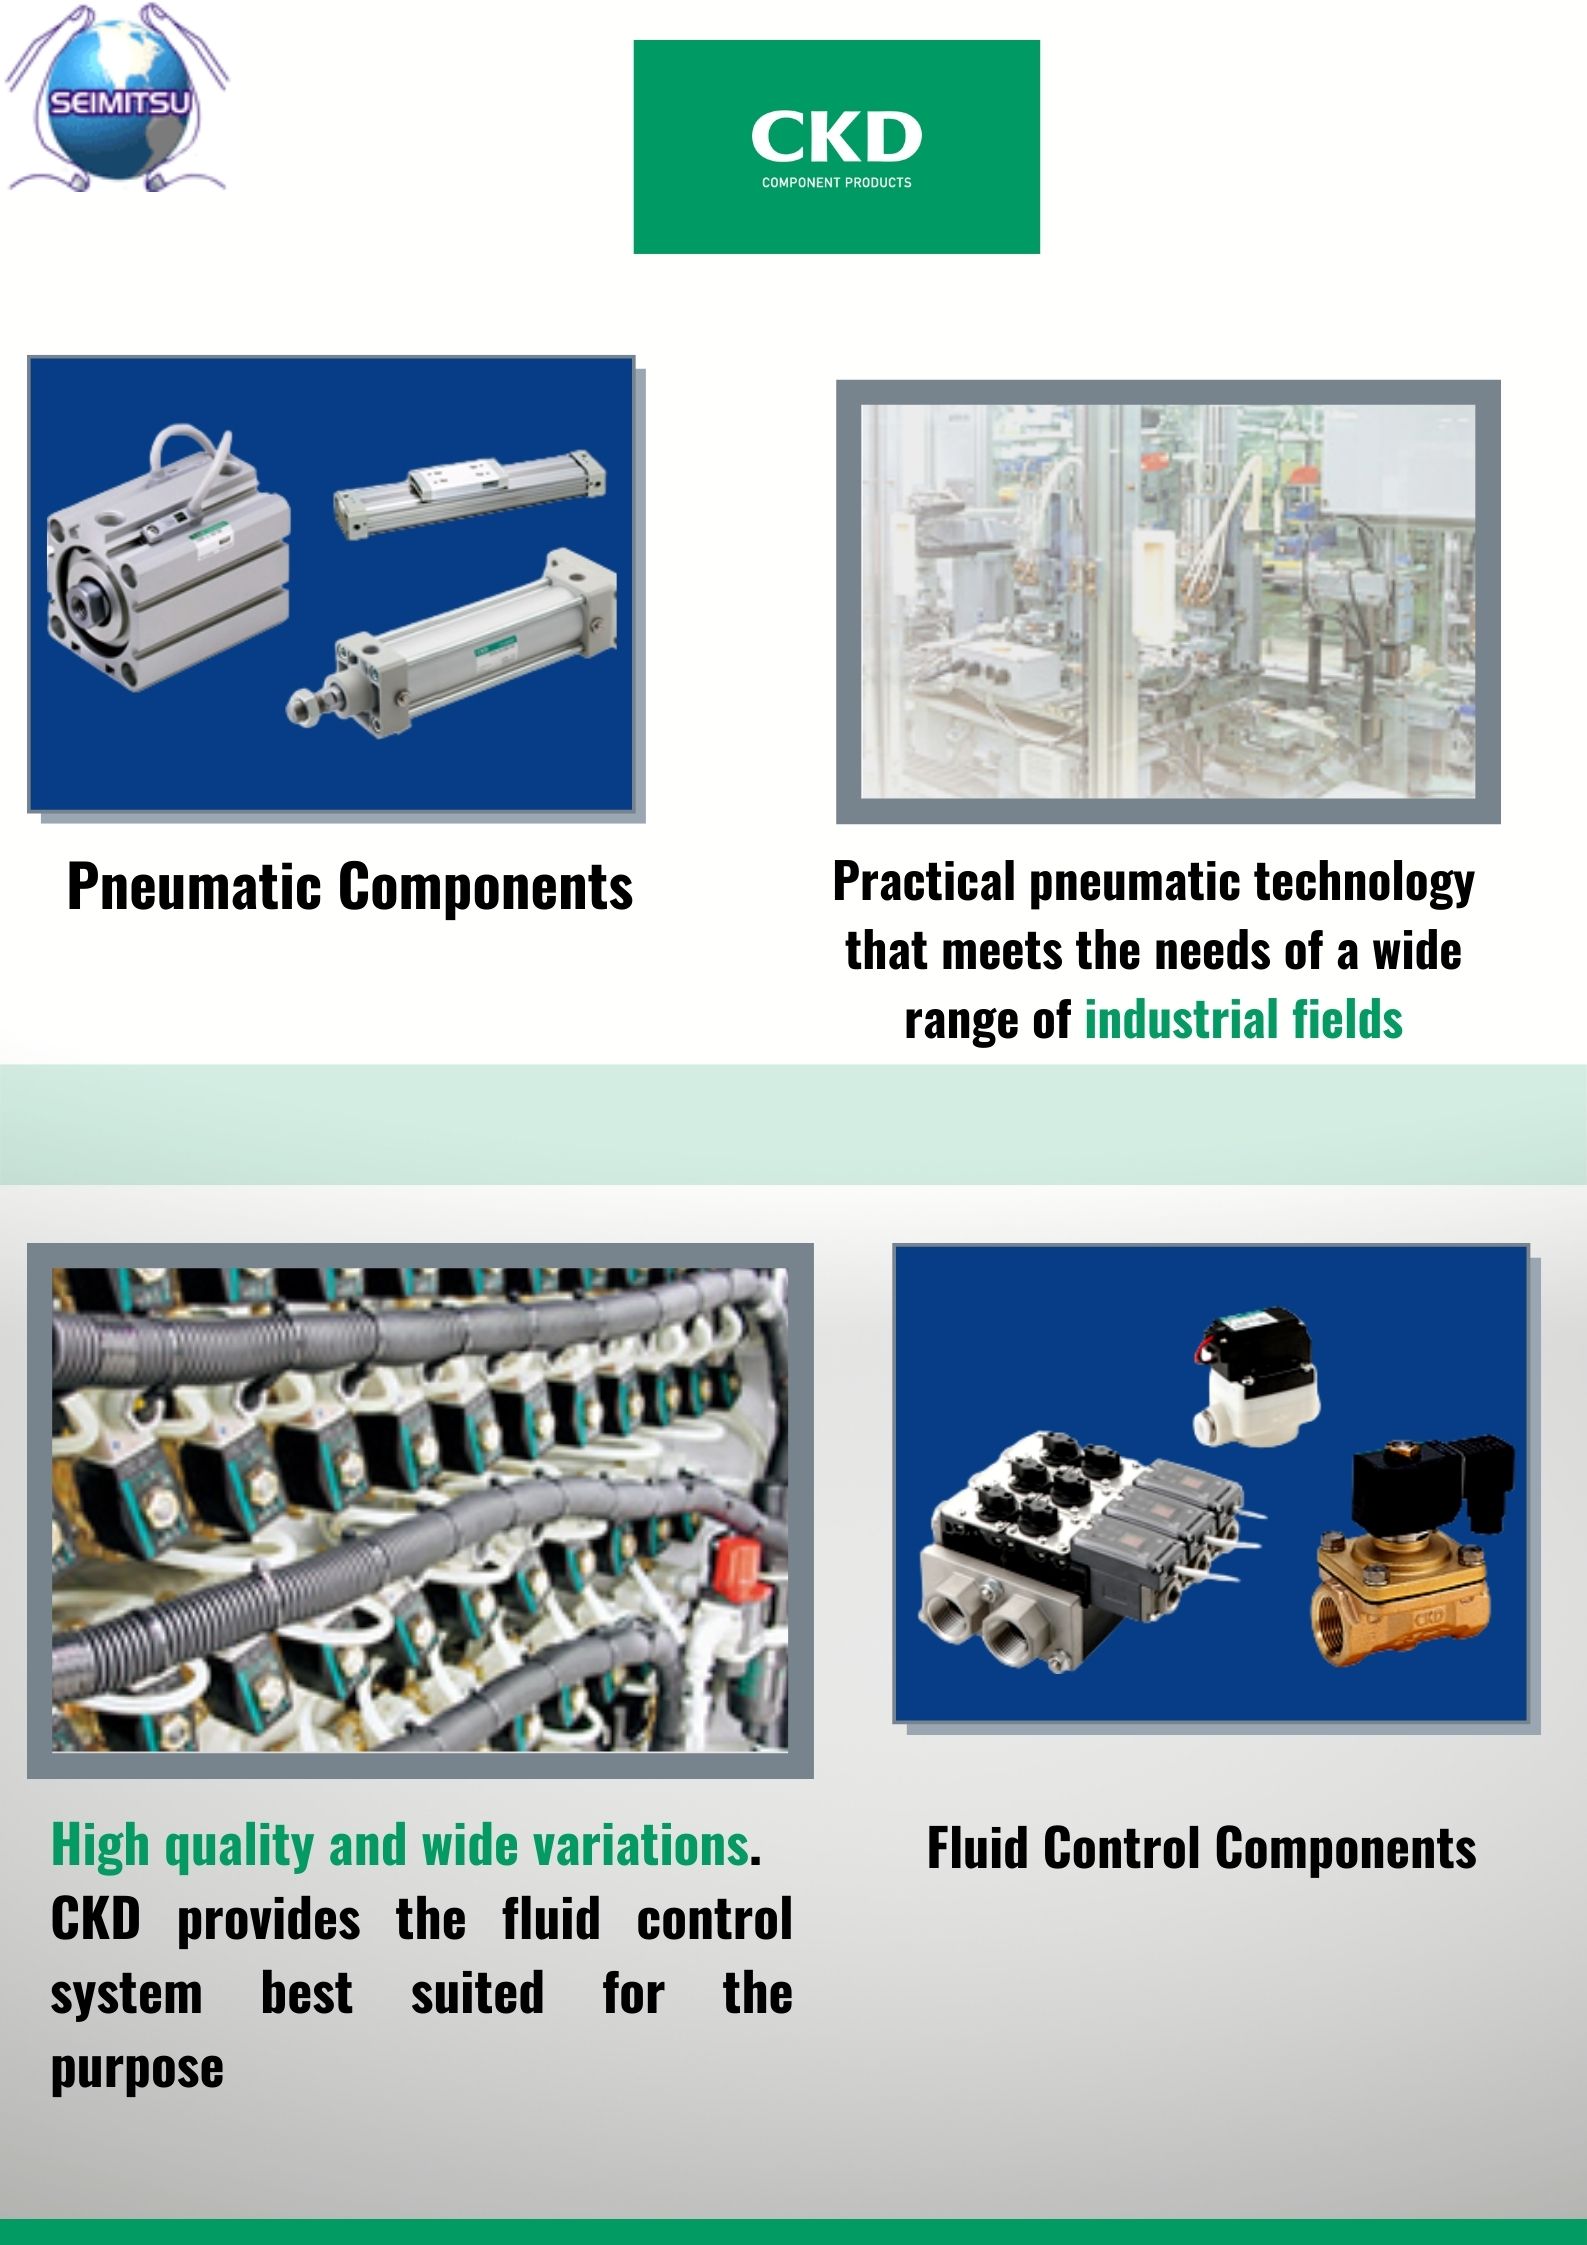 SEIMITSU
CKD
COMPONENT PRODUCTS
Pneumatic Components
Practical pneumatic technology
that meets the needs of a wide
range of industrial fields
High quality and wide variations.
CKD provides the fluid control
system best suited for the
purpose
Fluid Control Components
CKD
CKD